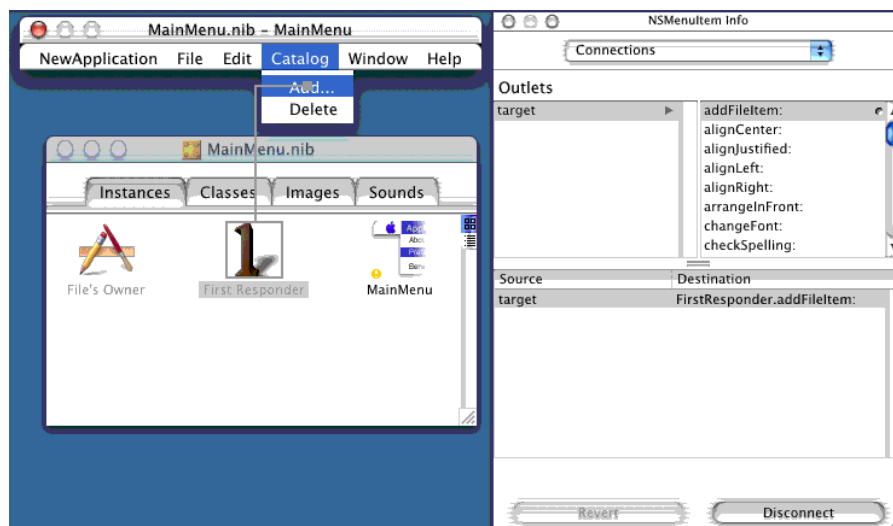 MainMenu.nib – MainMenu
NewApplication File Edit Catalog Window Help
Add...
Delete
MainMenu.nib
Instances Classes Images Sounds
File's Owner
First Responder
MainMenu
NSMenuItem Info
Connections
Outlets
target
addFileItem:
alignCenter:
alignJustified:
alignLeft:
alignRight:
arrangeInFront:
changeFont:
checkSpelling:
Source Destination
target FirstResponder.addFileItem:
Revert Disconnect